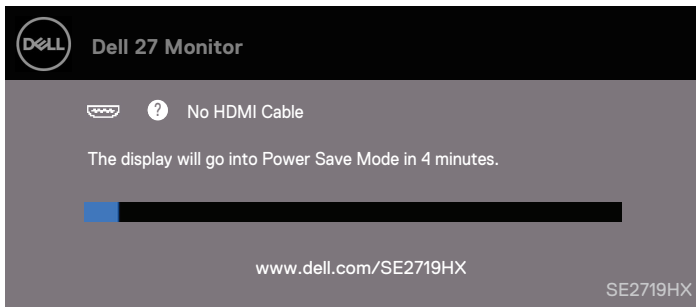 DELL
Dell 27 Monitor
? No HDMI Cable
The display will go into Power Save Mode in 4 minutes.
www.dell.com/SE2719HX
SE2719HX